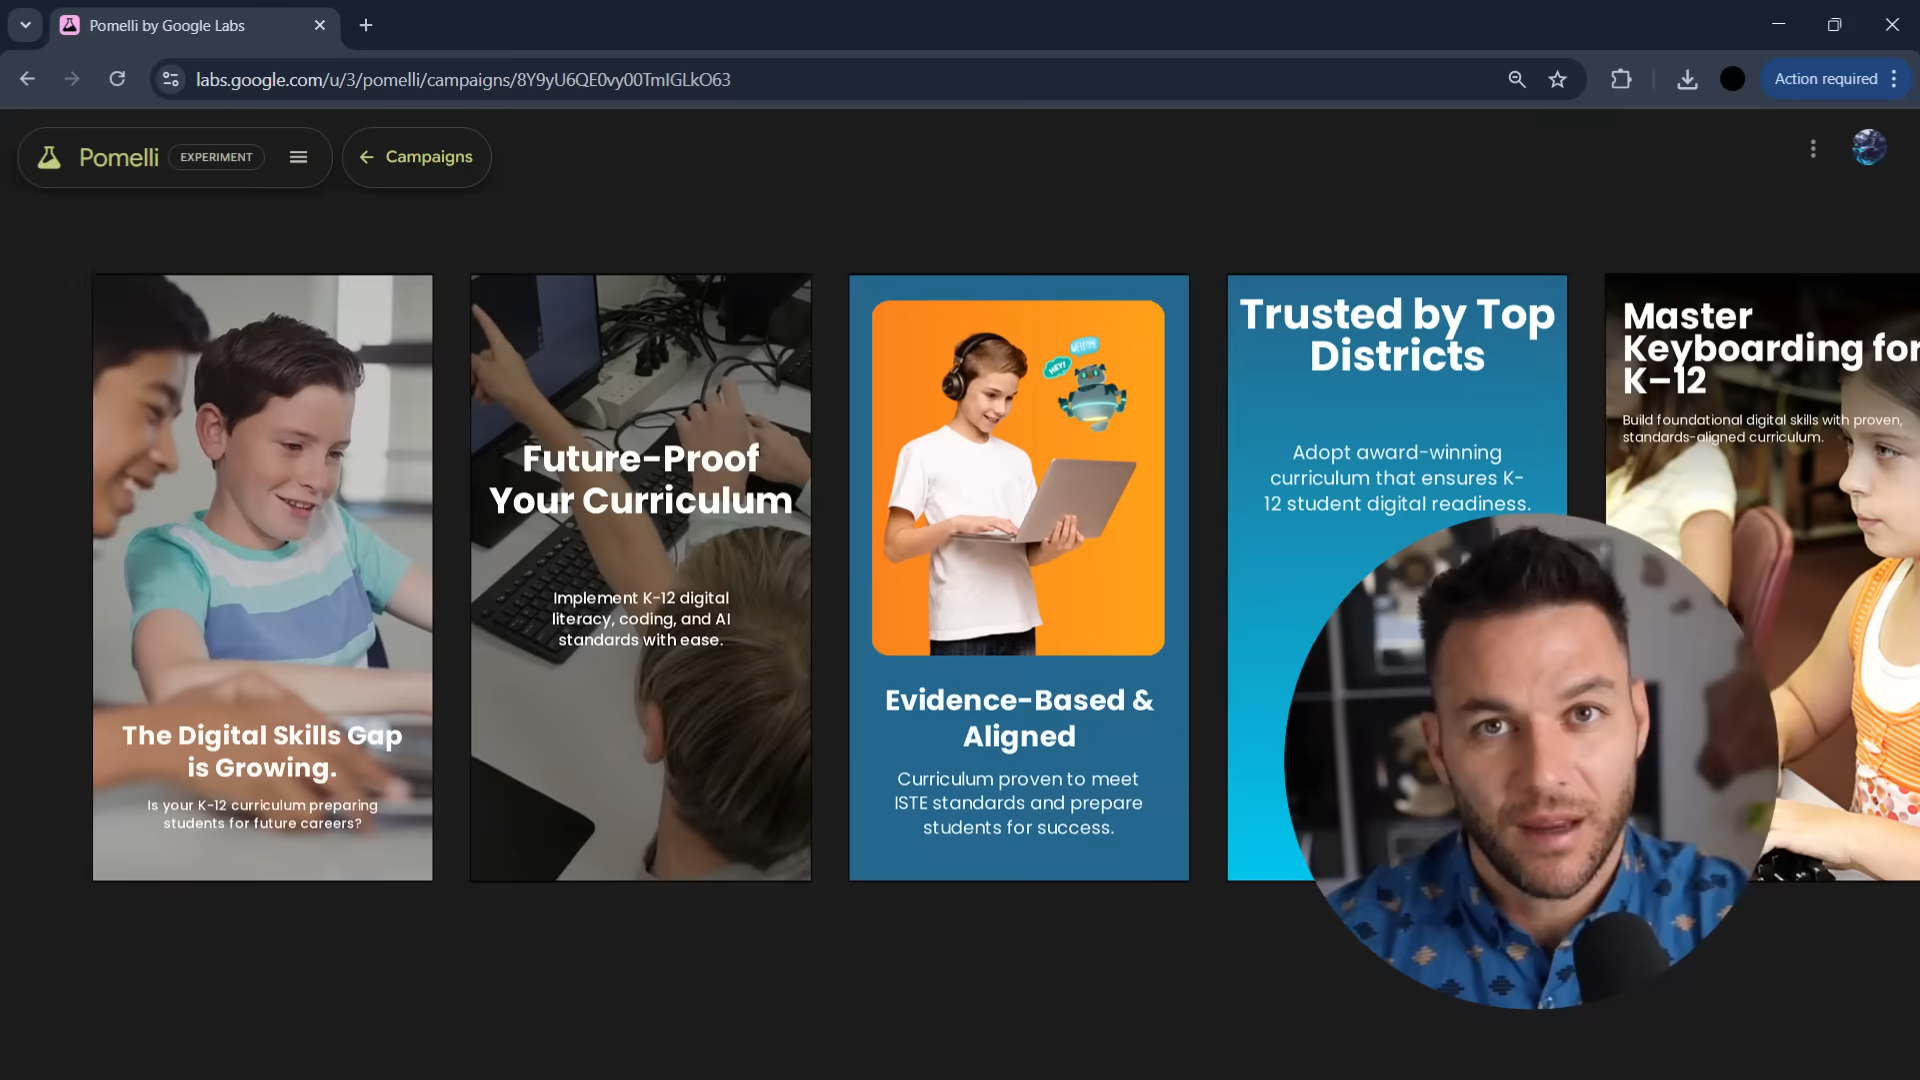 Pomelli by Google Labs
labs.google.com/u/3/pomelli/campaigns/8Y9yU6QE0vy00TmIGLkO63
Action required
Pomelli
EXPERIMENT
Campaigns
The Digital Skills Gap
is Growing.
Is your K-12 curriculum preparing
students for future careers?
Future-Proof
Your Curriculum
Implement K-12 digital
literacy, coding, and AI
standards with ease.
HEY!
WELCOME
Evidence-Based &
Aligned
Curriculum proven to meet
ISTE standards and prepare
students for success.
Trusted by Top
Districts
Adopt award-winning
curriculum that ensures K-
12 student digital readiness.
Master
Keyboarding for
K–12
Build foundational digital skills with proven,
standards-aligned curriculum.